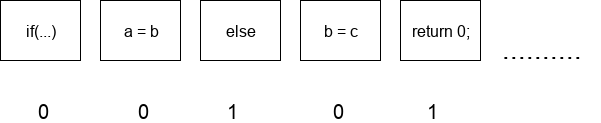 if(...) a = b else b = c return 0; ..........
0 0 1 0 1